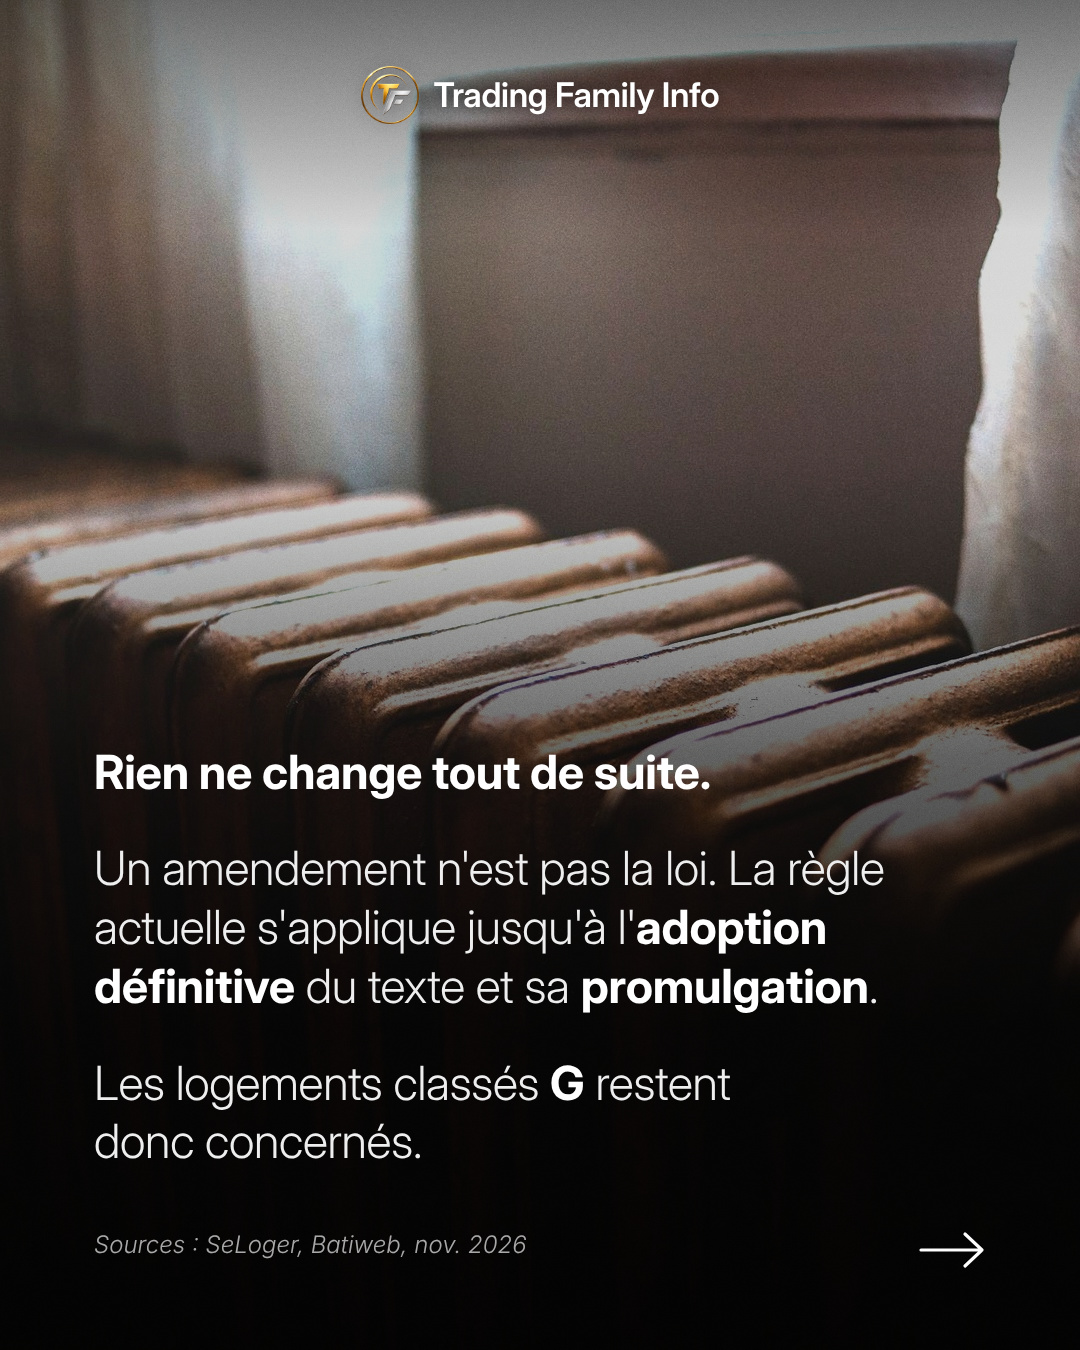 TF Trading Family Info
Rien ne change tout de suite.
Un amendement n'est pas la loi. La règle
actuelle s'applique jusqu'à l'adoption
définitive du texte et sa promulgation.
Les logements classés G restent
donc concernés.
Sources : SeLoger, Batiweb, nov. 2026